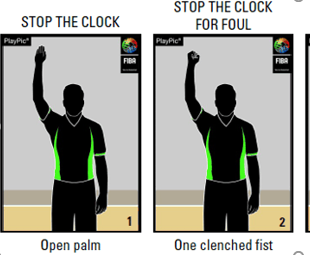 STOP THE CLOCK
STOP THE CLOCK
FOR FOUL
PlayPic®
FIBA
PlayPic®
FIBA
1
2
Open palm
One clenched fist